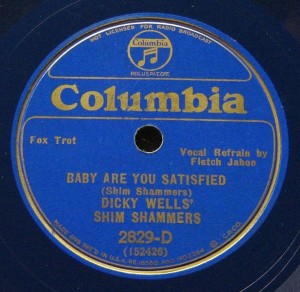 NOT LICENSED FOR RADIO BROADCAST
Columbia
Columbia
Fox Trot
Vocal Refrain by
Fletch Jahon
BABY ARE YOU SATISFIED
(Shim Shammers)
DICKY WELLS'
SHIM SHAMMERS
2829-D
(152426)